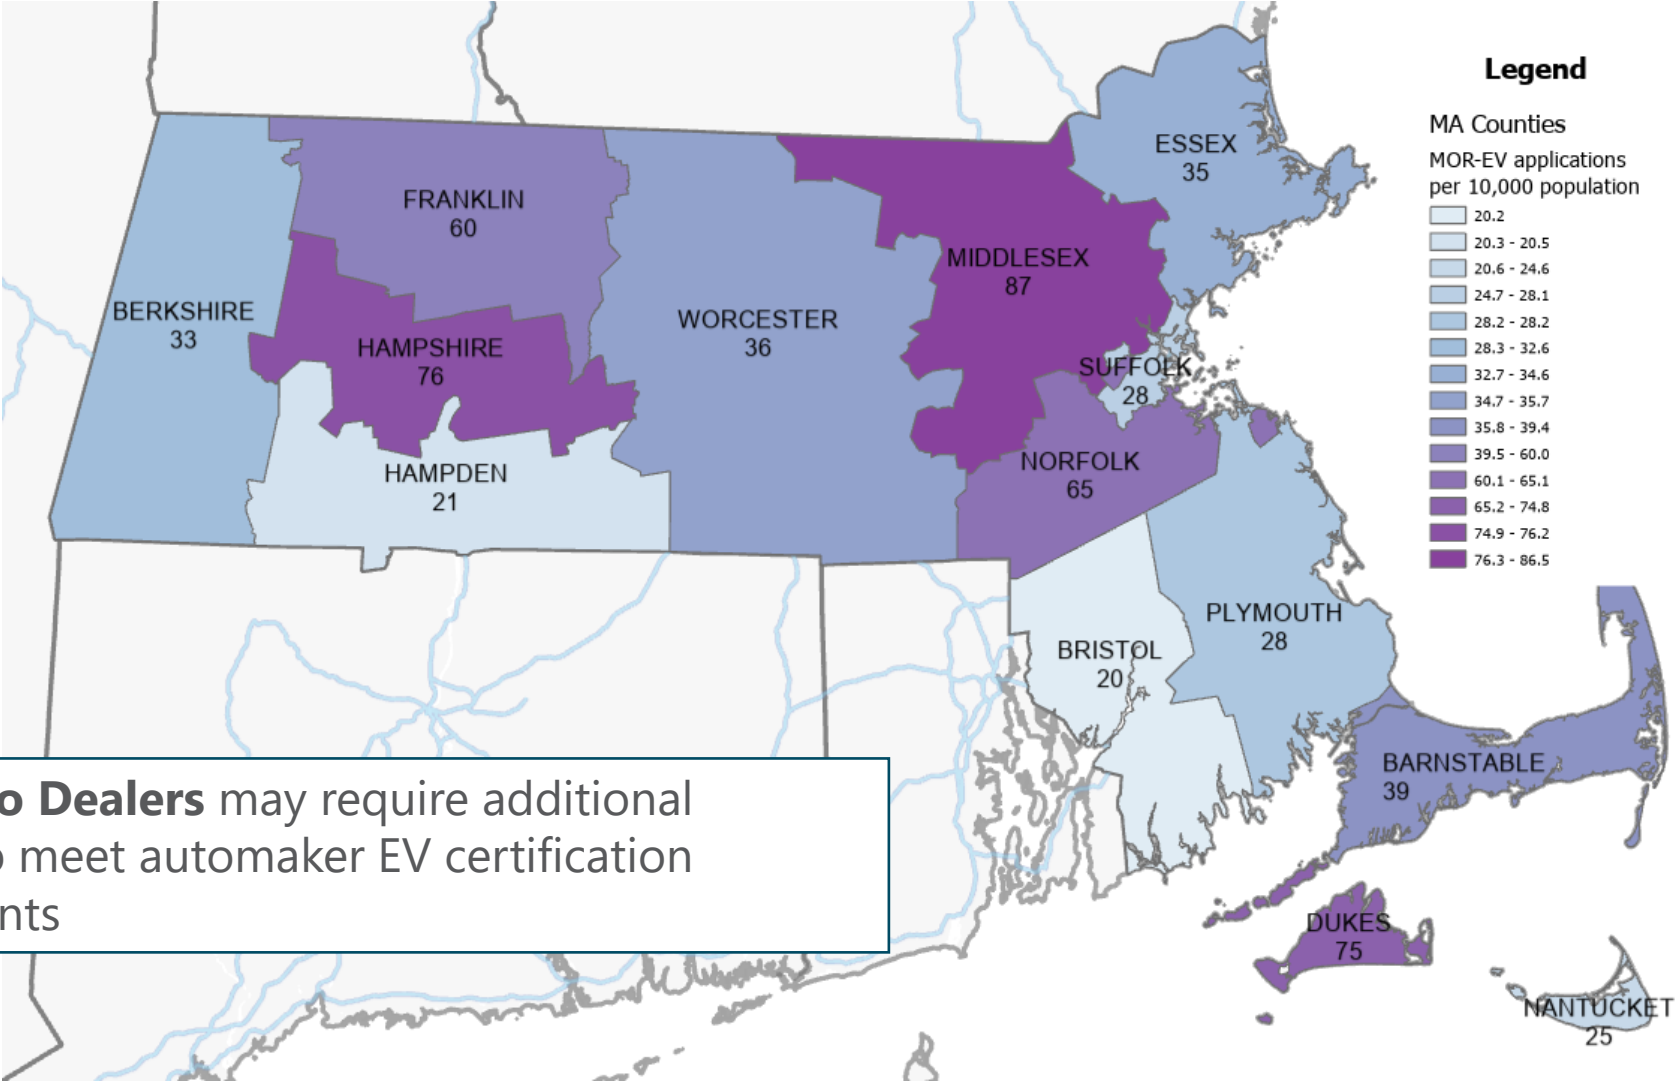 Legend
MA Counties
MOR-EV applications
per 10,000 population
20.2
20.3 - 20.5
20.6 - 24.6
24.7 - 28.1
28.2 - 28.2
28.3 - 32.6
32.7 - 34.6
34.7 - 35.7
35.8 - 39.4
39.5 - 60.0
60.1 - 65.1
65.2 - 74.8
74.9 - 76.2
76.3 - 86.5
ESSEX
35
FRANKLIN
60
MIDDLESEX
87
BERKSHIRE
33
WORCESTER
36
HAMPSHIRE
76
SUFFOLK
28
HAMPDEN
21
NORFOLK
65
PLYMOUTH
28
BRISTOL
20
BARNSTABLE
39
DUKES
75
NANTUCKET
25
o Dealers may require additional
meet automaker EV certification
nts